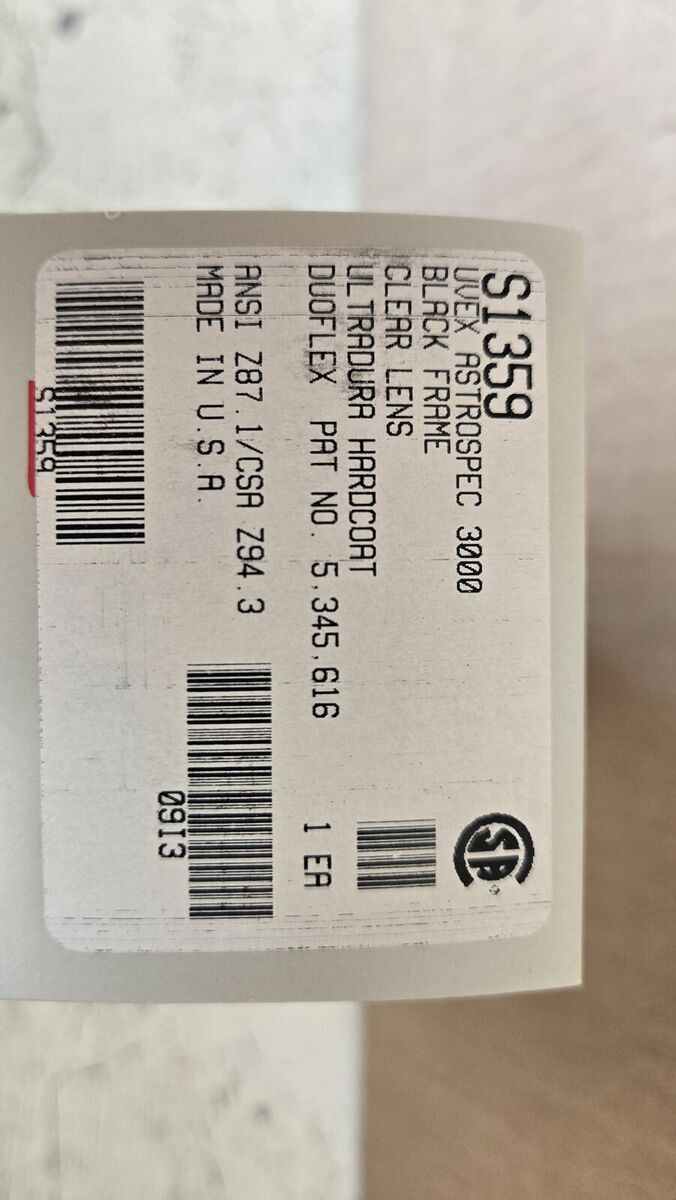 S1359
UVEX ASTROSPEC 3000
BLACK FRAME
CLEAR LENS
ULTRADURA HARDCOAT
DUOFLEX PAT NO. 5,345,616
1 EA
ANSI Z87.1/CSA Z94.3
MADE IN U.S.A.
09I3
S1359